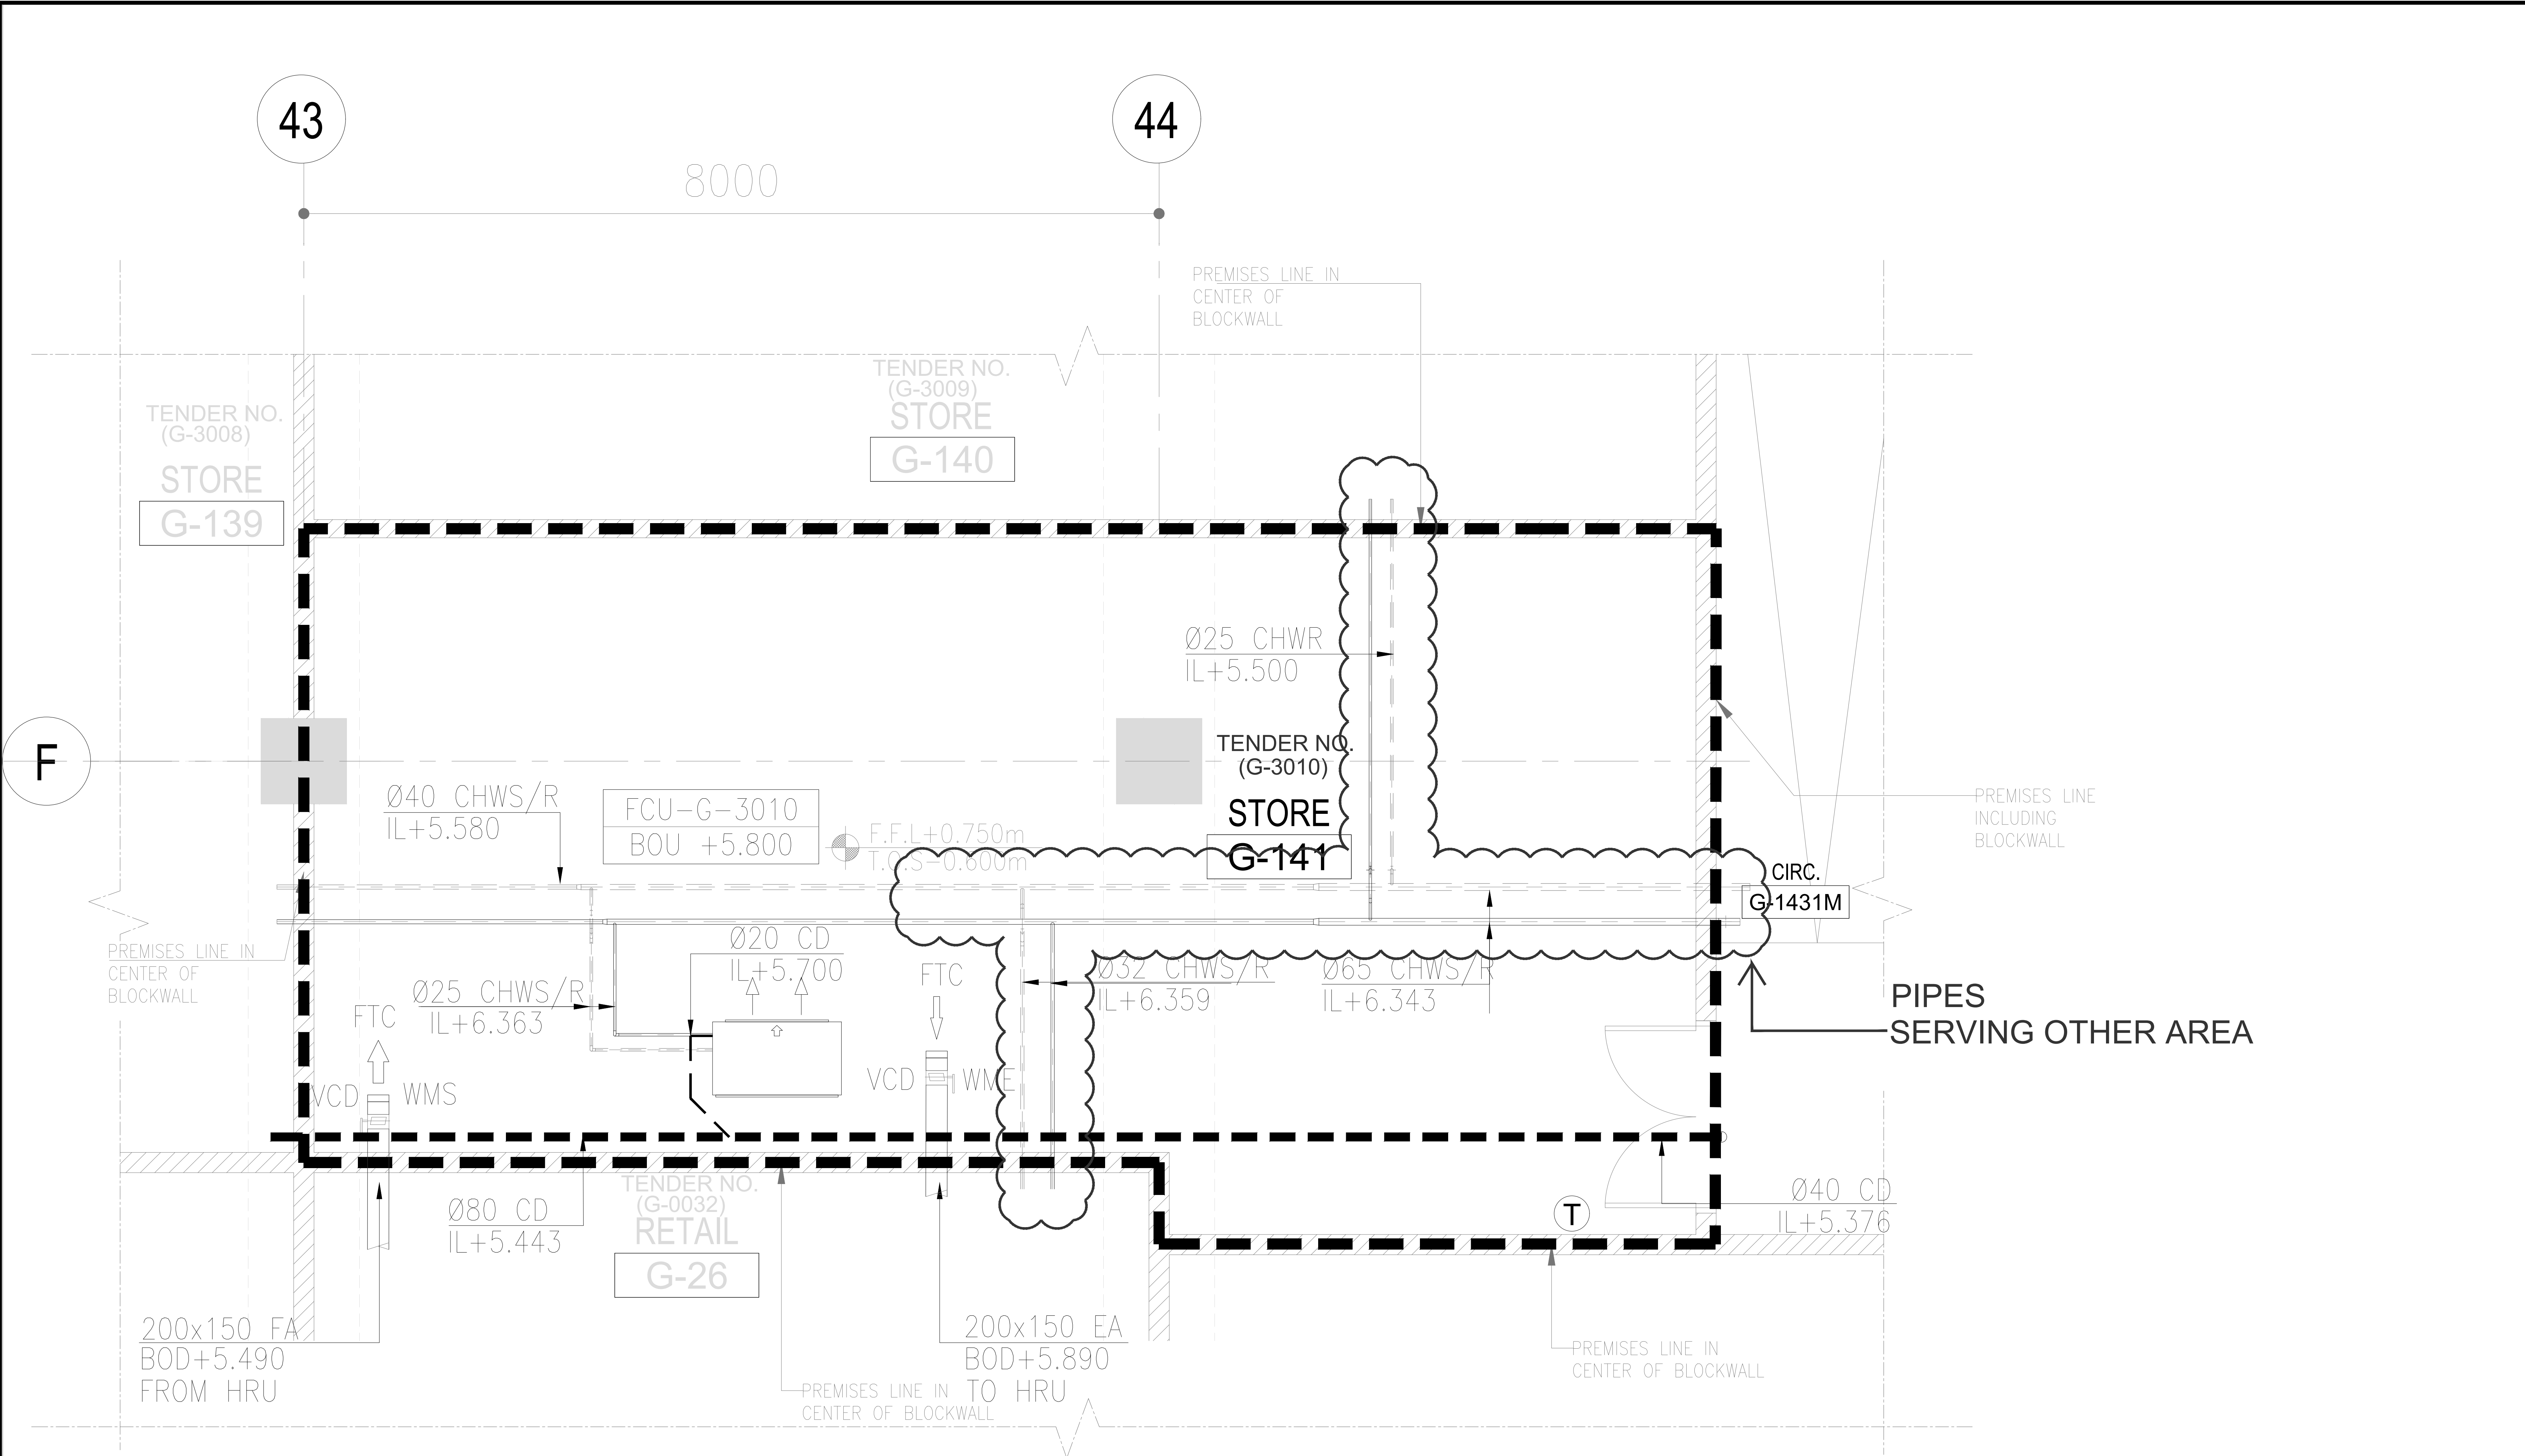 43
44
8000
PREMISES LINE IN
CENTER OF
BLOCKWALL
TENDER NO.
(G-3009)
STORE
G-140
TENDER NO.
(G-3008)
STORE
G-139
Ø25 CHWR
IL+5.500
F
TENDER NO.
(G-3010)
STORE
G-141
Ø40 CHWS/R
IL+5.580
FCU-G-3010
BOU +5.800
F.F.L+0.750m
T.O.S-0.600m
PREMISES LINE
INCLUDING
BLOCKWALL
CIRC.
G-1431M
PREMISES LINE IN
CENTER OF
BLOCKWALL
Ø20 CD
IL+5.700
FTC
Ø32 CHWS/R
IL+6.359
Ø65 CHWS/R
IL+6.343
Ø25 CHWS/R
IL+6.363
PIPES
SERVING OTHER AREA
FTC
VCD
WMS
VCD
WME
TENDER NO.
(G-0032)
RETAIL
G-26
Ø80 CD
IL+5.443
T
Ø40 CD
IL+5.376
200x150 FA
BOD+5.490
FROM HRU
200x150 EA
BOD+5.890
TO HRU
PREMISES LINE IN
CENTER OF BLOCKWALL
PREMISES LINE IN
CENTER OF BLOCKWALL